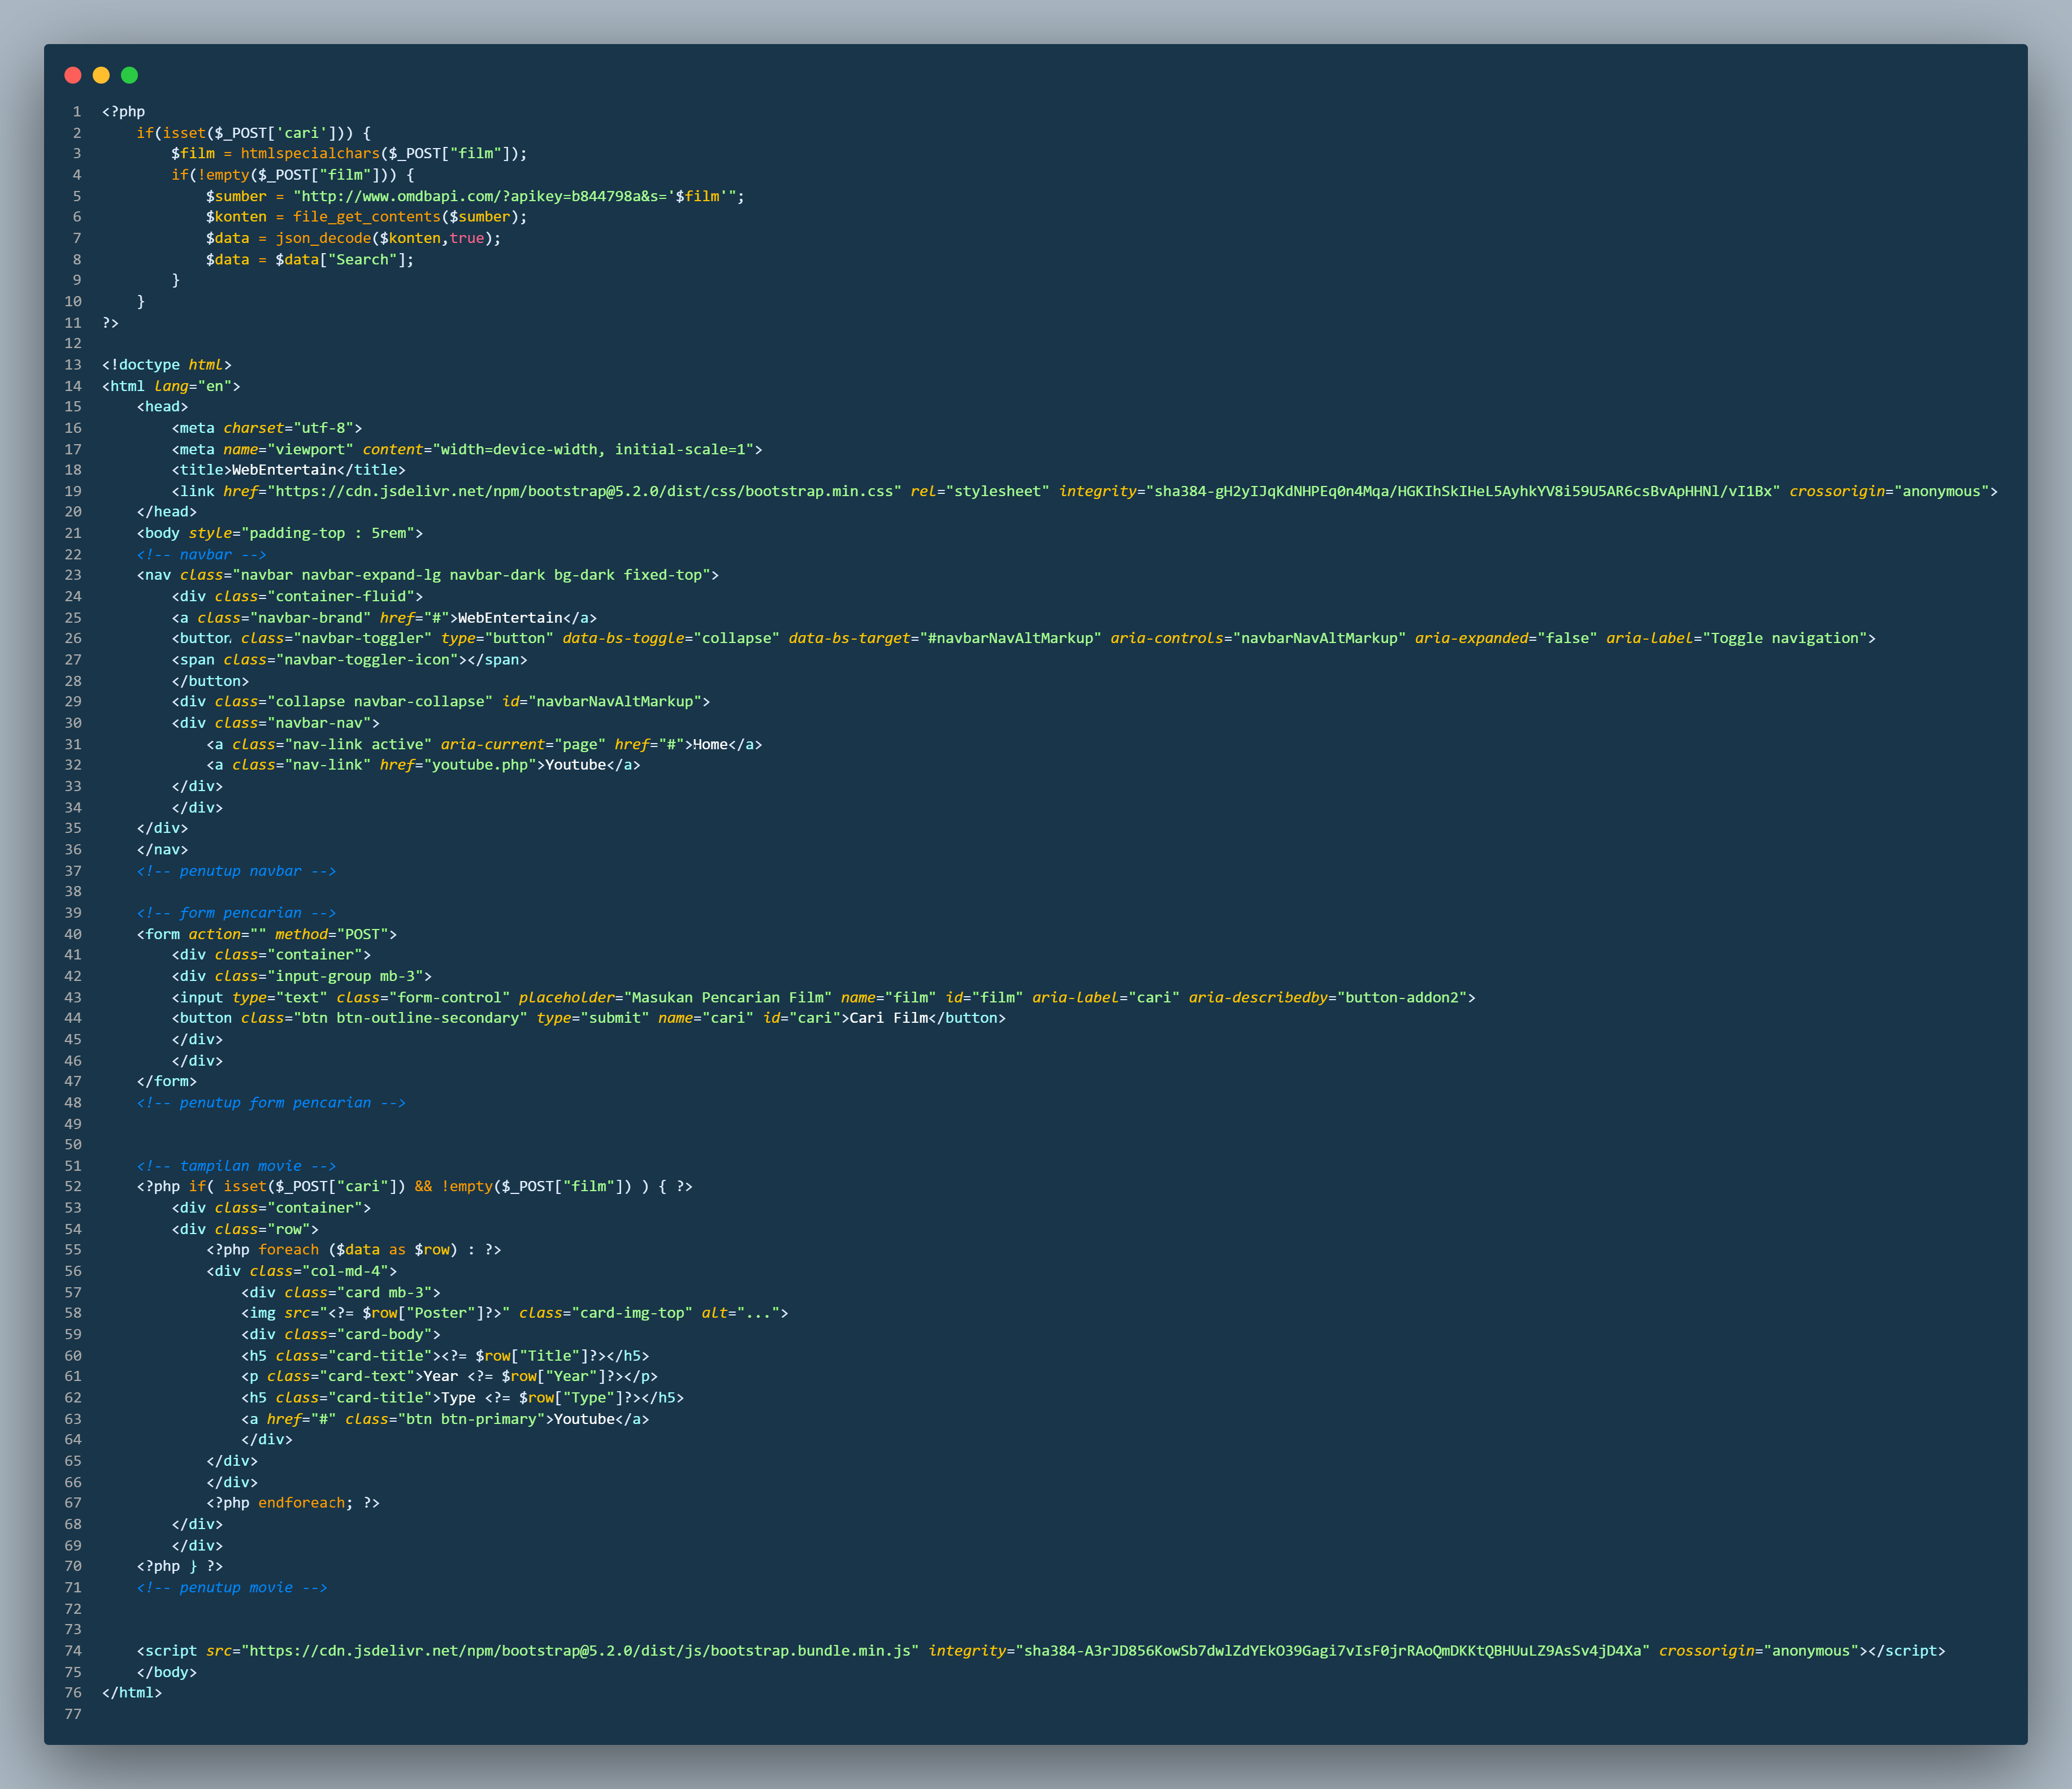 1 <?php
2     if(isset($_POST['cari'])) {
3         $film = htmlspecialchars($_POST["film"]);
4         if(!empty($_POST["film"])) {
5             $sumber = "http://www.omdbapi.com/?apikey=b844798a&s='$film'";
6             $konten = file_get_contents($sumber);
7             $data = json_decode($konten,true);
8             $data = $data["Search"];
9         }
10     }
11 ?>
12
13 <!doctype html>
14 <html lang="en">
15     <head>
16         <meta charset="utf-8">
17         <meta name="viewport" content="width=device-width, initial-scale=1">
18         <title>WebEntertain</title>
19         <link href="https://cdn.jsdelivr.net/npm/bootstrap@5.2.0/dist/css/bootstrap.min.css" rel="stylesheet" integrity="sha384-gH2yIJqKdNHPEq0n4Mqa/HGKIhSkIHeL5AyhkYV8i59U5AR6csBvApHHNl/vI1Bx" crossorigin="anonymous">
20     </head>
21     <body style="padding-top : 5rem">
22     <!-- navbar -->
23     <nav class="navbar navbar-expand-lg navbar-dark bg-dark fixed-top">
24         <div class="container-fluid">
25         <a class="navbar-brand" href="#">WebEntertain</a>
26         <button class="navbar-toggler" type="button" data-bs-toggle="collapse" data-bs-target="#navbarNavAltMarkup" aria-controls="navbarNavAltMarkup" aria-expanded="false" aria-label="Toggle navigation">
27         <span class="navbar-toggler-icon"></span>
28         </button>
29         <div class="collapse navbar-collapse" id="navbarNavAltMarkup">
30         <div class="navbar-nav">
31             <a class="nav-link active" aria-current="page" href="#">Home</a>
32             <a class="nav-link" href="youtube.php">Youtube</a>
33         </div>
34         </div>
35     </div>
36     </nav>
37     <!-- penutup navbar -->
38
39     <!-- form pencarian -->
40     <form action="" method="POST">
41         <div class="container">
42         <div class="input-group mb-3">
43         <input type="text" class="form-control" placeholder="Masukan Pencarian Film" name="film" id="film" aria-label="cari" aria-describedby="button-addon2">
44         <button class="btn btn-outline-secondary" type="submit" name="cari" id="cari">Cari Film</button>
45         </div>
46         </div>
47     </form>
48     <!-- penutup form pencarian -->
49
50
51     <!-- tampilan movie -->
52     <?php if( isset($_POST["cari"]) && !empty($_POST["film"]) ) { ?>
53         <div class="container">
54         <div class="row">
55             <?php foreach ($data as $row) : ?>
56             <div class="col-md-4">
57                 <div class="card mb-3">
58                 <img src="<?= $row["Poster"]?>" class="card-img-top" alt="...">
59                 <div class="card-body">
60                 <h5 class="card-title"><?= $row["Title"]?></h5>
61                 <p class="card-text">Year <?= $row["Year"]?></p>
62                 <h5 class="card-title">Type <?= $row["Type"]?></h5>
63                 <a href="#" class="btn btn-primary">Youtube</a>
64                 </div>
65             </div>
66             </div>
67             <?php endforeach; ?>
68         </div>
69         </div>
70     <?php } ?>
71     <!-- penutup movie -->
72
73
74     <script src="https://cdn.jsdelivr.net/npm/bootstrap@5.2.0/dist/js/bootstrap.bundle.min.js" integrity="sha384-A3rJD856KowSb7dwlZdYEkO39Gagi7vIsF0jrRAoQmDKKtQBHUuLZ9AsSv4jD4Xa" crossorigin="anonymous"></script>
75     </body>
76 </html>
77